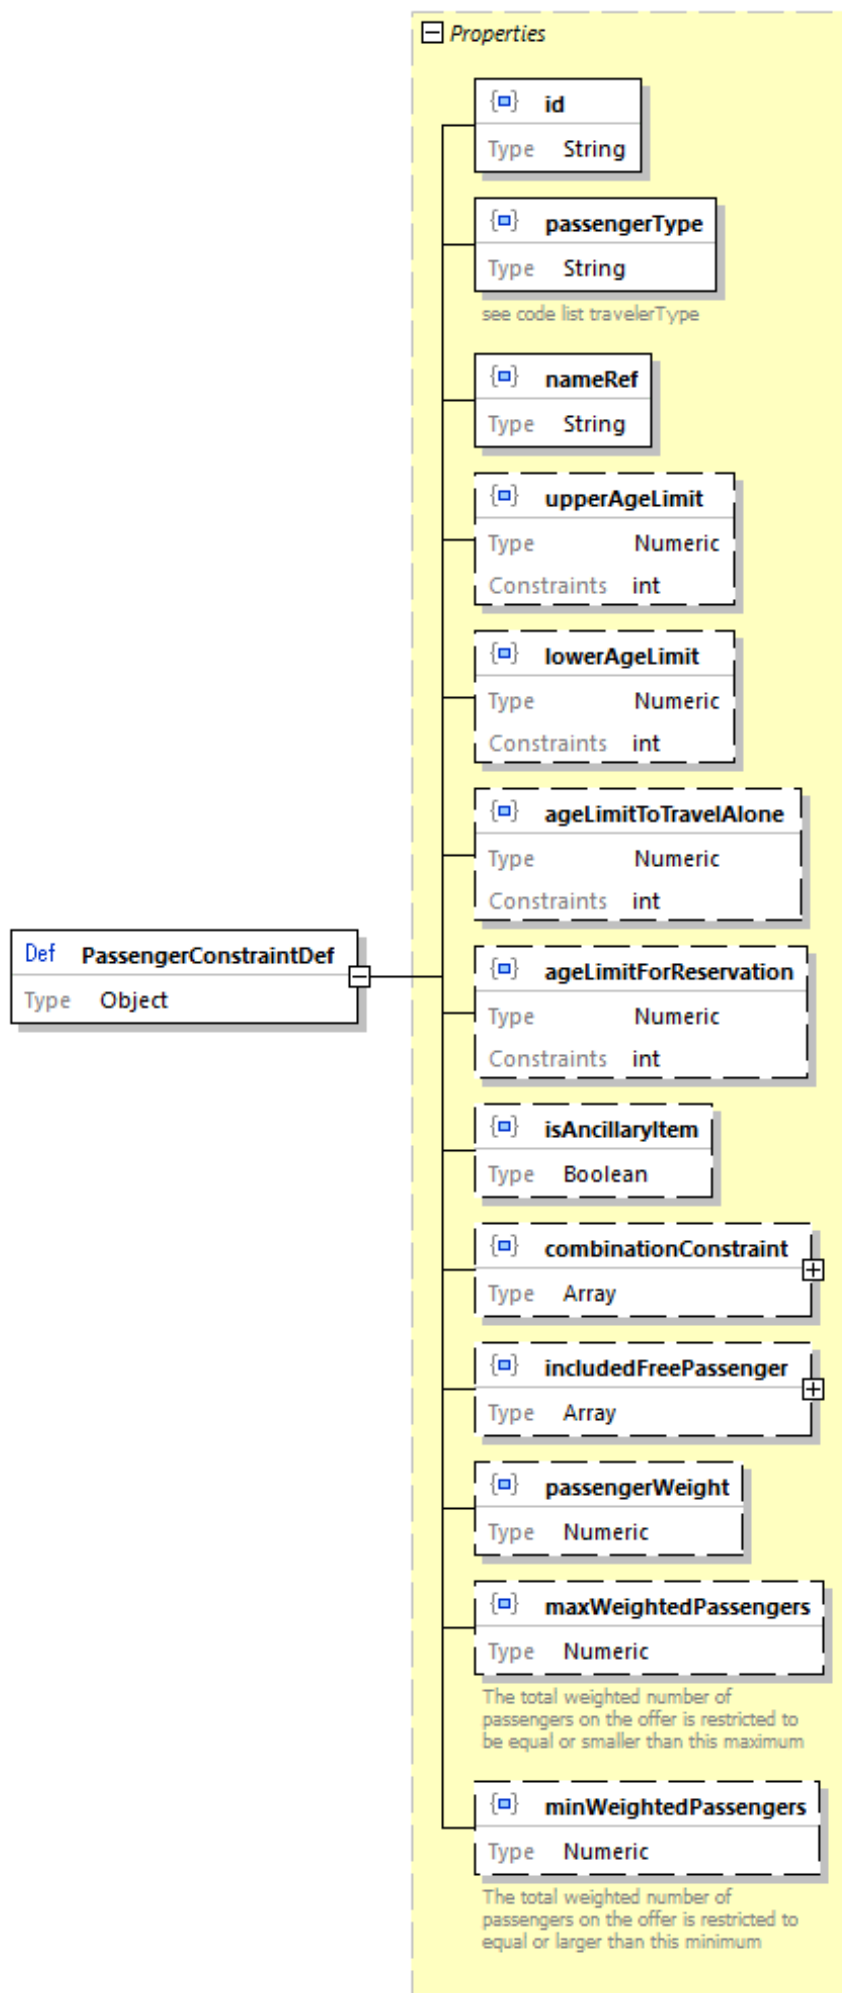 Properties
id
Type String
passengerType
Type String
see code list travelerType
nameRef
Type String
upperAgeLimit
Type Numeric
Constraints int
lowerAgeLimit
Type Numeric
Constraints int
ageLimitToTravelAlone
Type Numeric
Constraints int
Def PassengerConstraintDef
Type Object
ageLimitForReservation
Type Numeric
Constraints int
isAncillaryItem
Type Boolean
combinationConstraint
Type Array
includedFreePassenger
Type Array
passengerWeight
Type Numeric
maxWeightedPassengers
Type Numeric
The total weighted number of
passengers on the offer is restricted to
be equal or smaller than this maximum
minWeightedPassengers
Type Numeric
The total weighted number of
passengers on the offer is restricted to
equal or larger than this minimum